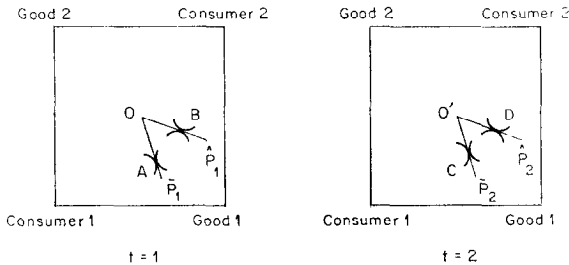 Good 2 Consumer 2
O B
P̂₁
A
P̄₁
Consumer 1 Good 1
t = 1
Good 2 Consumer 2
O' D
P̂₂
C
P̄₂
Consumer 1 Good 1
t = 2